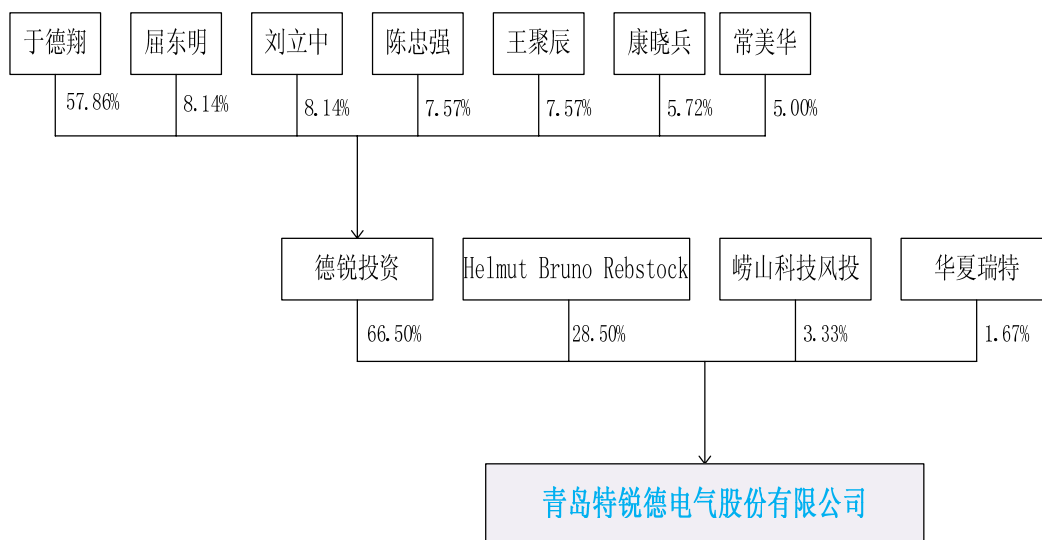 于德翔
屈东明
刘立中
陈忠强
王聚辰
康晓兵
常美华
57.86%
8.14%
8.14%
7.57%
7.57%
5.72%
5.00%
德锐投资
Helmut Bruno Rebstock
崂山科技风投
华夏瑞特
66.50%
28.50%
3.33%
1.67%
青岛特锐德电气股份有限公司